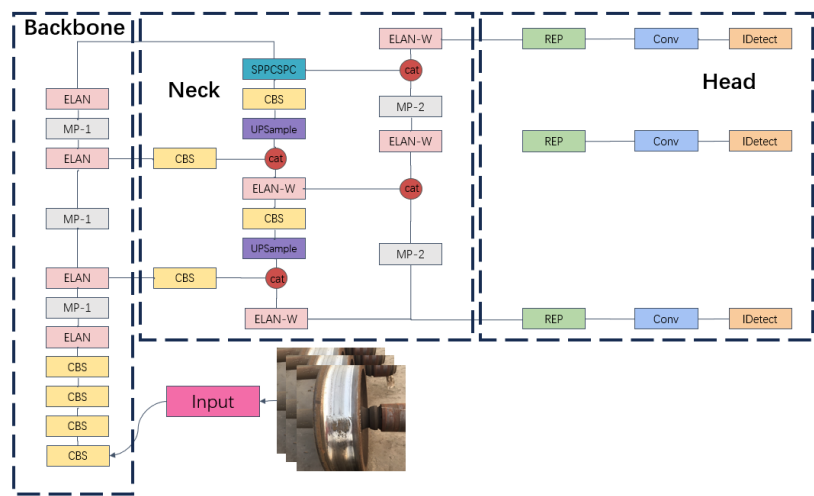 Backbone
ELAN
MP-1
ELAN
MP-1
ELAN
MP-1
ELAN
CBS
CBS
CBS
CBS
Neck
SPPCSPC
CBS
UPSample
CBS
cat
ELAN-W
CBS
UPSample
CBS
cat
ELAN-W
ELAN-W
cat
MP-2
ELAN-W
cat
MP-2
Head
REP
Conv
IDetect
REP
Conv
IDetect
REP
Conv
IDetect
Input